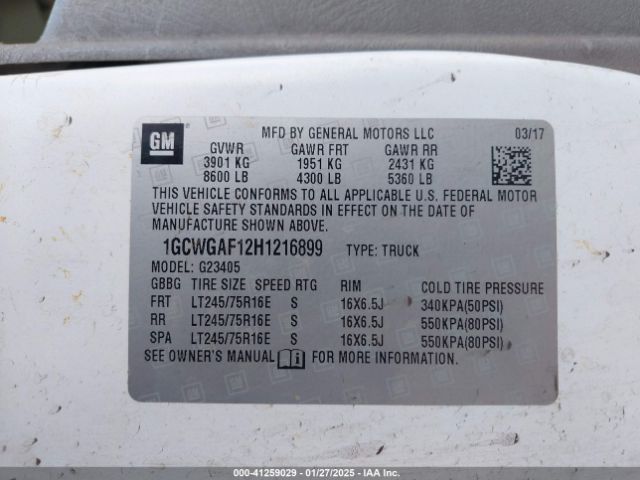 GM
MFD BY GENERAL MOTORS LLC 03/17
GVWR GAWR FRT GAWR RR
3901 KG 1951 KG 2431 KG
8600 LB 4300 LB 5360 LB
THIS VEHICLE CONFORMS TO ALL APPLICABLE U.S. FEDERAL MOTOR
VEHICLE SAFETY STANDARDS IN EFFECT ON THE DATE OF
MANUFACTURE SHOWN ABOVE.
1GCWGAF12H1216899 TYPE: TRUCK
MODEL: G23405
GBBG TIRE SIZE SPEED RTG RIM COLD TIRE PRESSURE
FRT LT245/75R16E S 16X6.5J 340KPA(50PSI)
RR LT245/75R16E S 16X6.5J 550KPA(80PSI)
SPA LT245/75R16E S 16X6.5J 550KPA(80PSI)
SEE OWNER'S MANUAL FOR MORE INFORMATION.
000-41259029 - 01/27/2025 - IAA Inc.